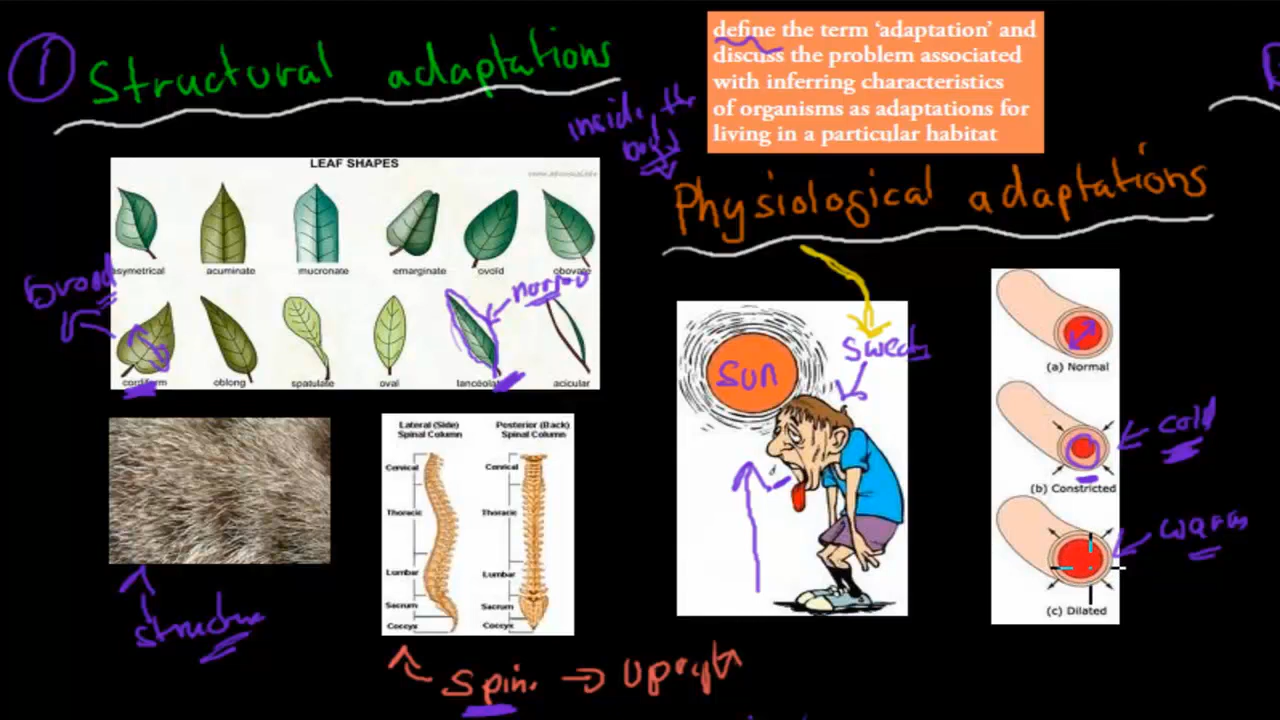 ① Structural adaptations
define the term ‘adaptation’ and
discuss the problem associated
with inferring characteristics
of organisms as adaptations for
living in a particular habitat
inside the
body
Physiological adaptations
LEAF SHAPES
asymetrical acuminate mucronate emarginate ovoid obovate
broad
narrow
cordiform oblong spatulate oval lanceolate acicular
structure
Lateral (Side)
Spinal Column
Cervical
Thoracic
Lumbar
Sacrum
Coccyx
Posterior (Back)
Spinal Column
Cervical
Thoracic
Lumbar
Sacrum
Coccyx
Spine → Upright
Sun
Sweats
(a) Normal
cold
(b) Constricted
warm
(c) Dilated